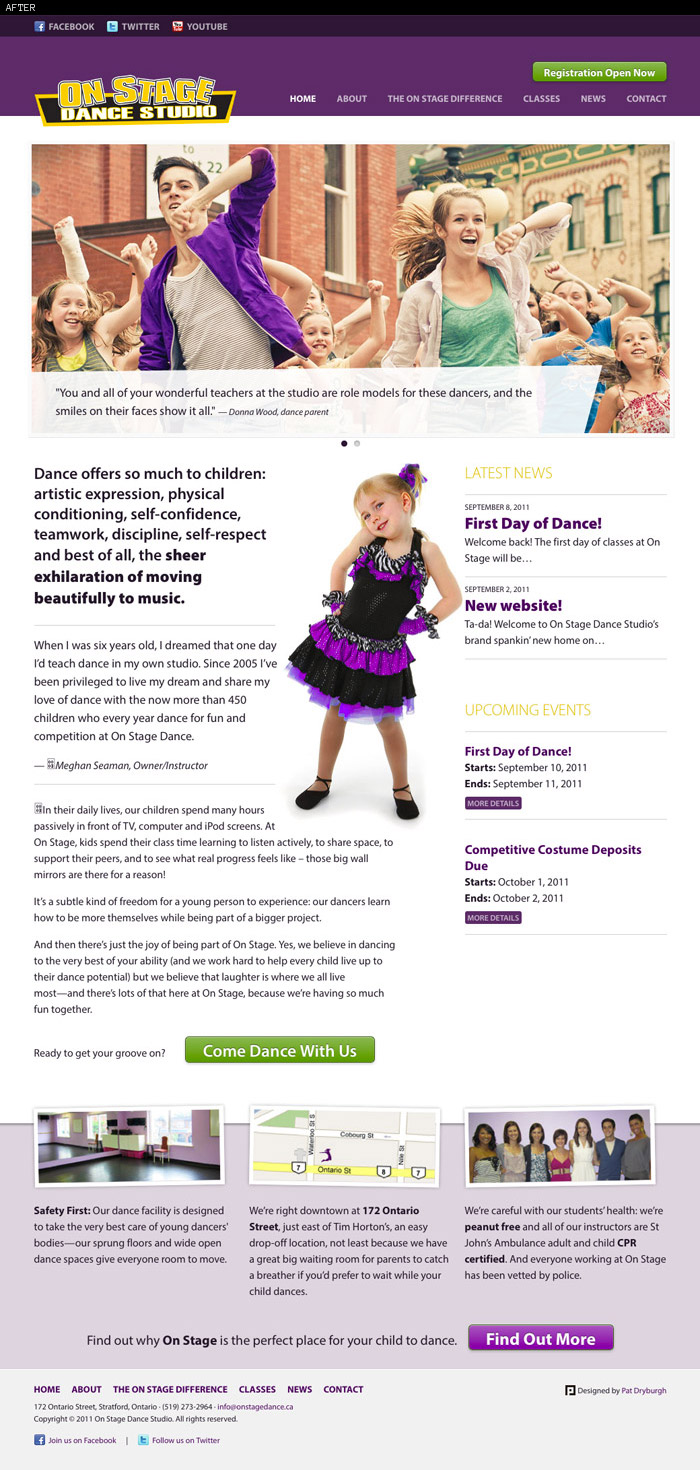 AFTER
FACEBOOK TWITTER YOUTUBE
Registration Open Now
ON STAGE
DANCE STUDIO
HOME ABOUT THE ON STAGE DIFFERENCE CLASSES NEWS CONTACT
to
August 22
"You and all of your wonderful teachers at the studio are role models for these dancers, and the
smiles on their faces show it all." — Donna Wood, dance parent
Dance offers so much to children:
artistic expression, physical
conditioning, self-confidence,
teamwork, discipline, self-respect
and best of all, the sheer
exhilaration of moving
beautifully to music.
When I was six years old, I dreamed that one day
I'd teach dance in my own studio. Since 2005 I've
been privileged to live my dream and share my
love of dance with the now more than 450
children who every year dance for fun and
competition at On Stage Dance.
— Meghan Seaman, Owner/Instructor
In their daily lives, our children spend many hours
passively in front of TV, computer and iPod screens. At
On Stage, kids spend their class time learning to listen actively, to share space, to
support their peers, and to see what real progress feels like – those big wall
mirrors are there for a reason!
It's a subtle kind of freedom for a young person to experience: our dancers learn
how to be more themselves while being part of a bigger project.
And then there's just the joy of being part of On Stage. Yes, we believe in dancing
to the very best of your ability (and we work hard to help every child live up to
their dance potential) but we believe that laughter is where we all live
most—and there's lots of that here at On Stage, because we're having so much
fun together.
Ready to get your groove on? Come Dance With Us
LATEST NEWS
SEPTEMBER 8, 2011
First Day of Dance!
Welcome back! The first day of classes at On
Stage will be…
SEPTEMBER 2, 2011
New website!
Ta-da! Welcome to On Stage Dance Studio's
brand spankin' new home on…
UPCOMING EVENTS
First Day of Dance!
Starts: September 10, 2011
Ends: September 11, 2011
MORE DETAILS
Competitive Costume Deposits
Due
Starts: October 1, 2011
Ends: October 2, 2011
MORE DETAILS
Waterloo St S
Cobourg St
Nile St
Ontario St
7 8 7
Safety First: Our dance facility is designed
to take the very best care of young dancers'
bodies—our sprung floors and wide open
dance spaces give everyone room to move.
We're right downtown at 172 Ontario
Street, just east of Tim Horton's, an easy
drop-off location, not least because we have
a great big waiting room for parents to catch
a breather if you'd prefer to wait while your
child dances.
We're careful with our students' health: we're
peanut free and all of our instructors are St
John's Ambulance adult and child CPR
certified. And everyone working at On Stage
has been vetted by police.
Find out why On Stage is the perfect place for your child to dance. Find Out More
HOME ABOUT THE ON STAGE DIFFERENCE CLASSES NEWS CONTACT
172 Ontario Street, Stratford, Ontario · (519) 273-2964 · info@onstagedance.ca
Copyright © 2011 On Stage Dance Studio. All rights reserved.
Join us on Facebook | Follow us on Twitter
Designed by Pat Dryburgh